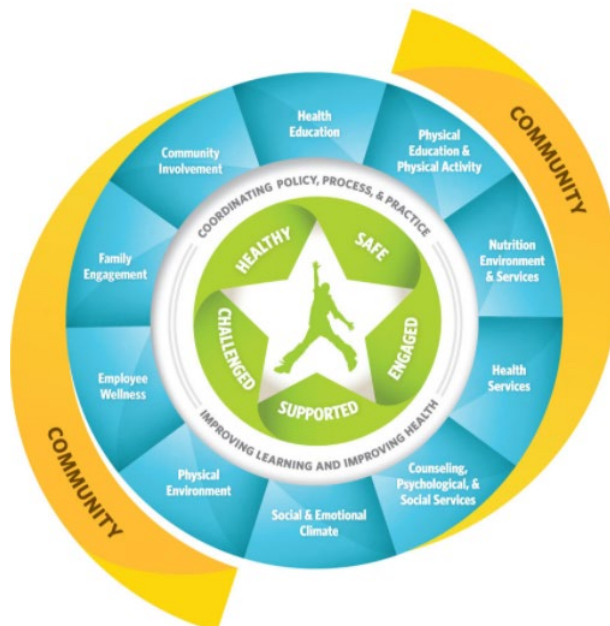 COMMUNITY
Health
Education
Physical
Education &
Physical Activity
Nutrition
Environment
& Services
Health
Services
Counseling,
Psychological, &
Social Services
Social & Emotional
Climate
Physical
Environment
Employee
Wellness
Family
Engagement
Community
Involvement
COORDINATING POLICY, PROCESS, & PRACTICE
IMPROVING LEARNING AND IMPROVING HEALTH
HEALTHY
SAFE
ENGAGED
SUPPORTED
CHALLENGED
COMMUNITY